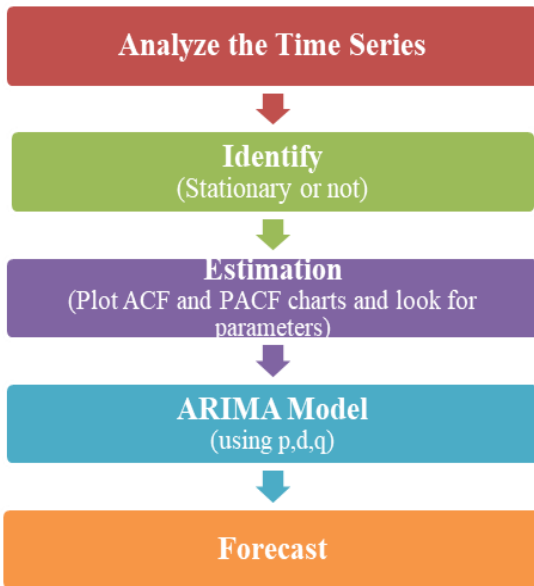 Analyze the Time Series
Identify
(Stationary or not)
Estimation
(Plot ACF and PACF charts and look for
parameters)
ARIMA Model
(using p,d,q)
Forecast